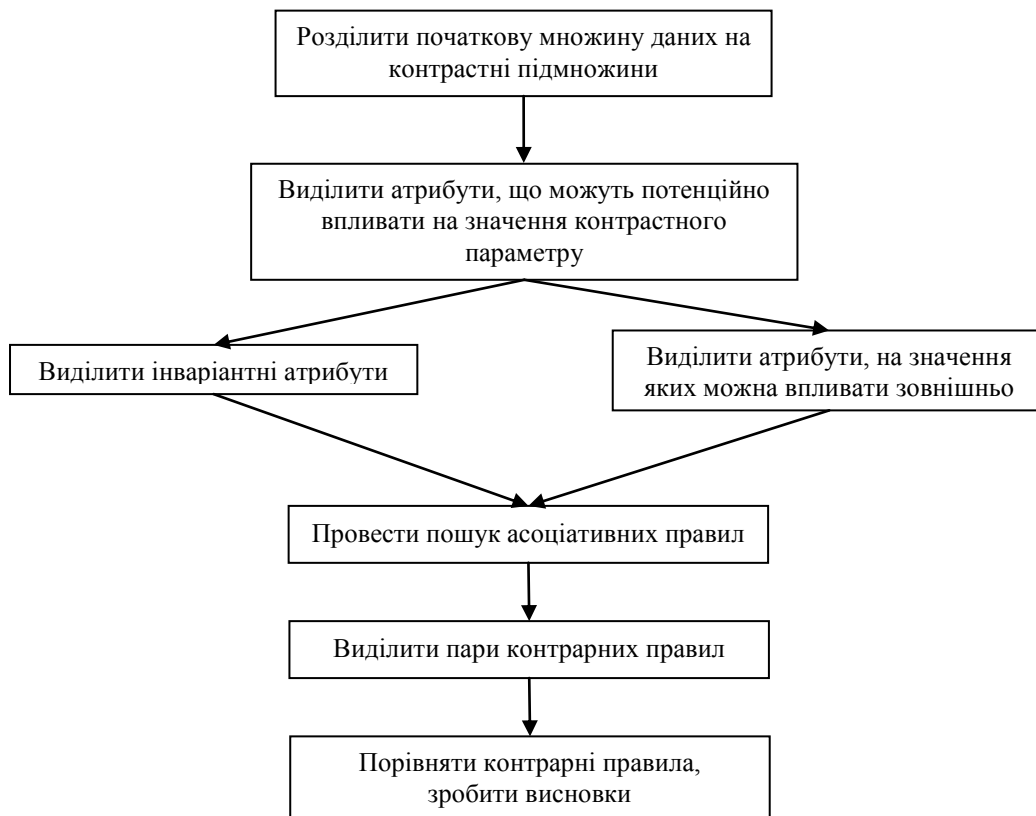 Розділити початкову множину даних на
контрастні підмножини
Виділити атрибути, що можуть потенційно
впливати на значення контрастного
параметру
Виділити інваріантні атрибути
Виділити атрибути, на значення
яких можна впливати зовнішньо
Провести пошук асоціативних правил
Виділити пари контрарних правил
Порівняти контрарні правила,
зробити висновки